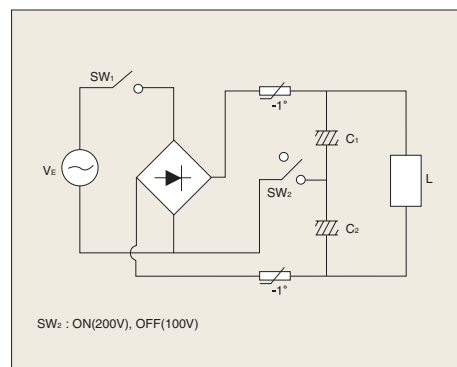 SW₁
-1°
C₁
VE
SW₂
L
C₂
-1°
SW₂ : ON(200V), OFF(100V)